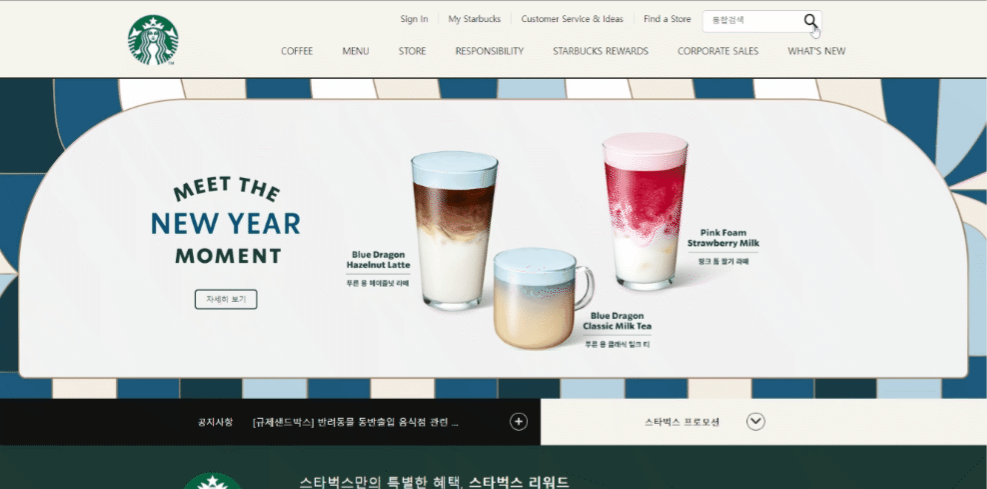 Sign In
My Starbucks
Customer Service & Ideas
Find a Store
통합검색
COFFEE
MENU
STORE
RESPONSIBILITY
STARBUCKS REWARDS
CORPORATE SALES
WHAT'S NEW
MEET THE
NEW YEAR
MOMENT
자세히 보기
Blue Dragon
Hazelnut Latte
푸른 용 헤이즐넛 라떼
Blue Dragon
Classic Milk Tea
푸른 용 클래식 밀크 티
Pink Foam
Strawberry Milk
핑크 폼 딸기 라떼
공지사항
[규제샌드박스] 반려동물 동반출입 음식점 관련 ...
스타벅스 프로모션
스타벅스만의 특별한 혜택, 스타벅스 리워드